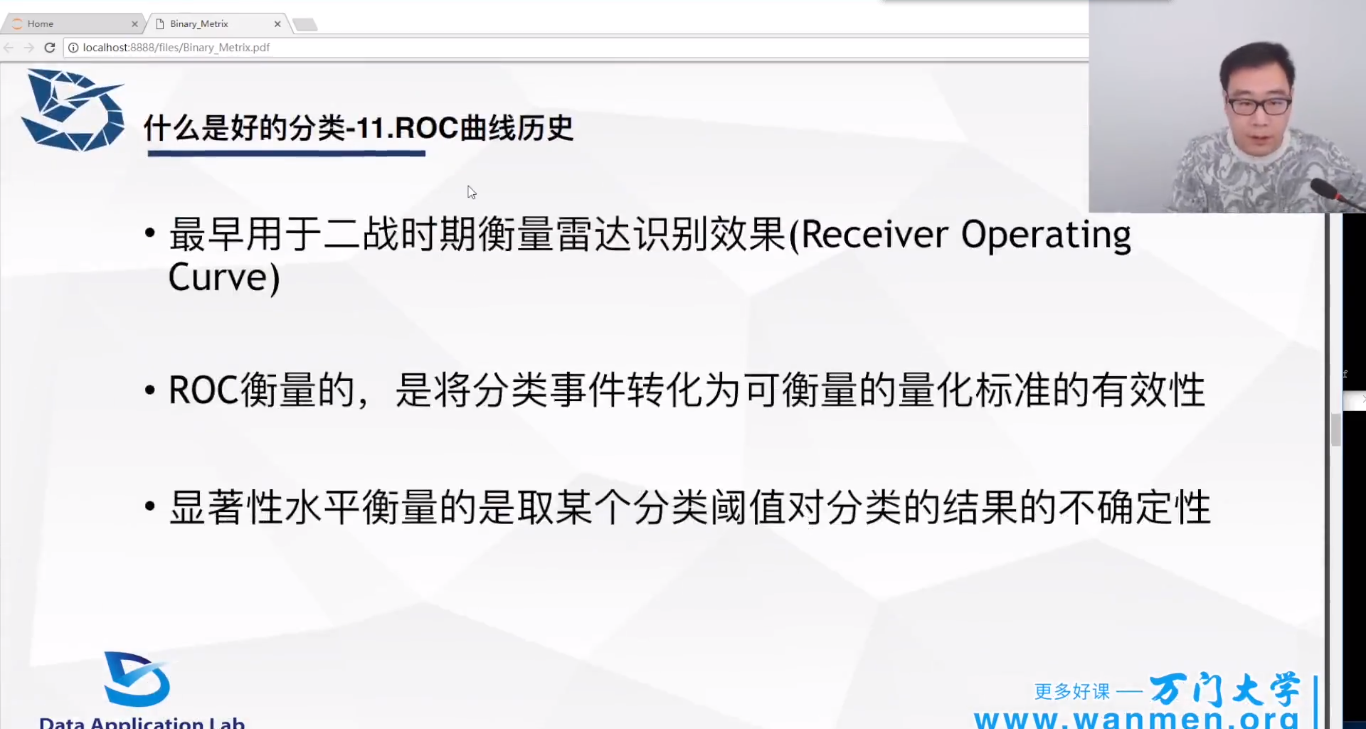 Home
Binary_Metrix
localhost:8888/files/Binary_Metrix.pdf
什么是好的分类-11.ROC曲线历史
• 最早用于二战时期衡量雷达识别效果(Receiver Operating
Curve)
• ROC衡量的，是将分类事件转化为可衡量的量化标准的有效性
• 显著性水平衡量的是取某个分类阈值对分类的结果的不确定性
更多好课 — 万门大学
www.wanmen.org
Data Application Lab